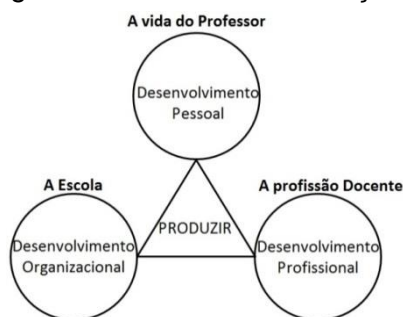 A vida do Professor
Desenvolvimento
Pessoal
A Escola
A profissão Docente
PRODUZIR
Desenvolvimento
Organizacional
Desenvolvimento
Profissional